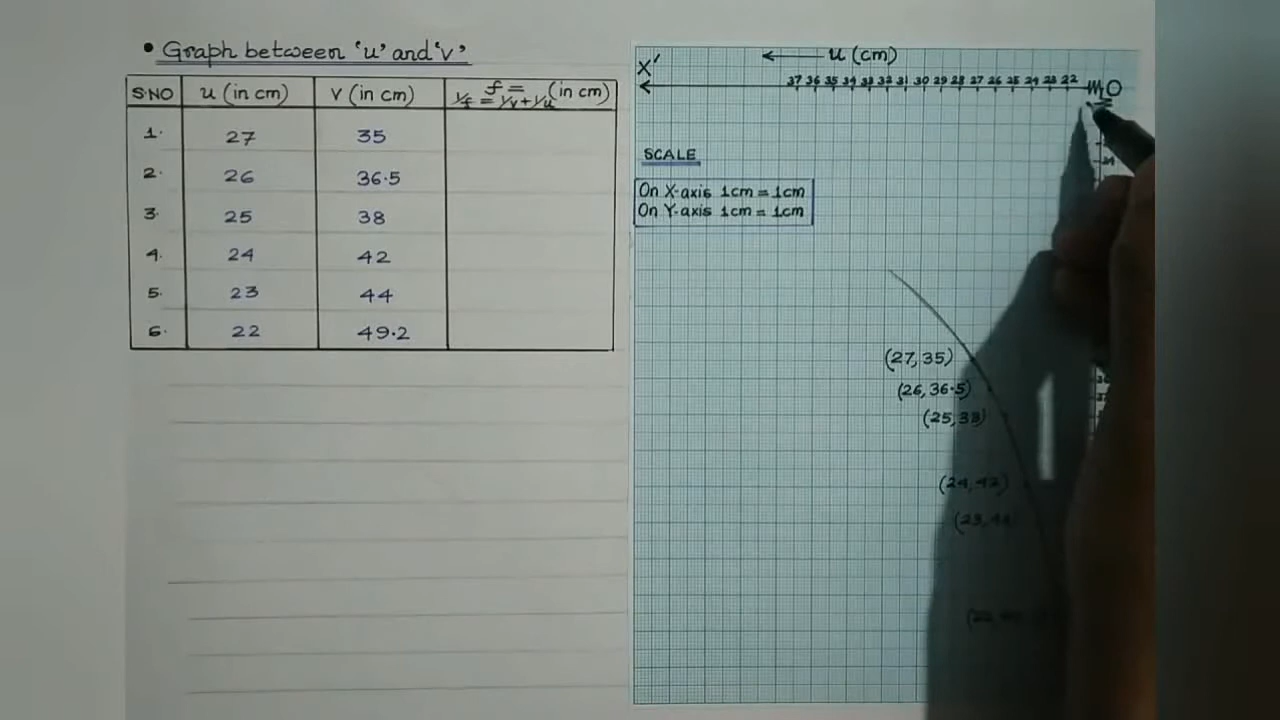 • Graph between 'u' and 'v'
S.NO u (in cm) v (in cm) f = (in cm)
1/f = 1/v + 1/u
1. 27 35
2. 26 36.5
3. 25 38
4. 24 42
5. 23 44
6. 22 49.2
← u (cm)
X'
37 36 35 34 33 32 31 30 29 28 27 26 25 24 23 22 O
SCALE
On X-axis 1cm = 1cm
On Y-axis 1cm = 1cm
(27, 35)
(26, 36.5)
(25, 38)
(24, 42)